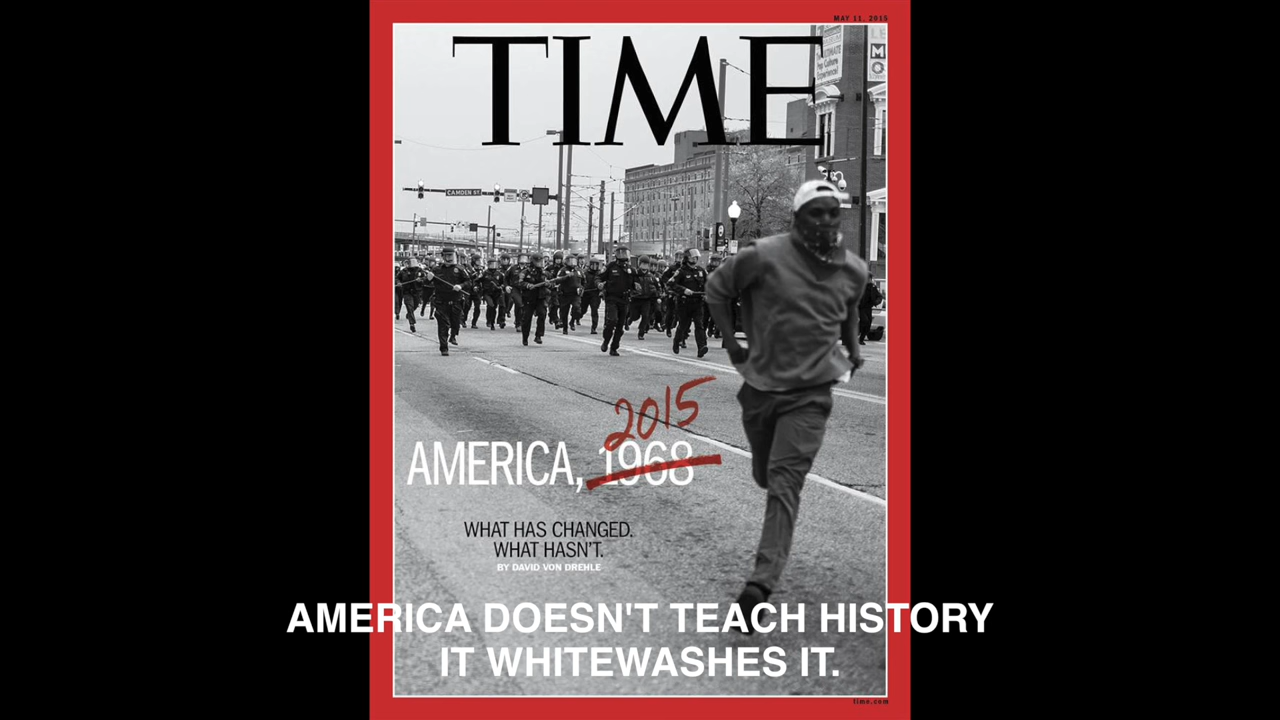 MAY 11, 2015
TIME
CAMDEN ST.
2015
AMERICA, 1968
WHAT HAS CHANGED.
WHAT HASN'T.
BY DAVID VON DREHLE
AMERICA DOESN'T TEACH HISTORY
IT WHITEWASHES IT.
time.com